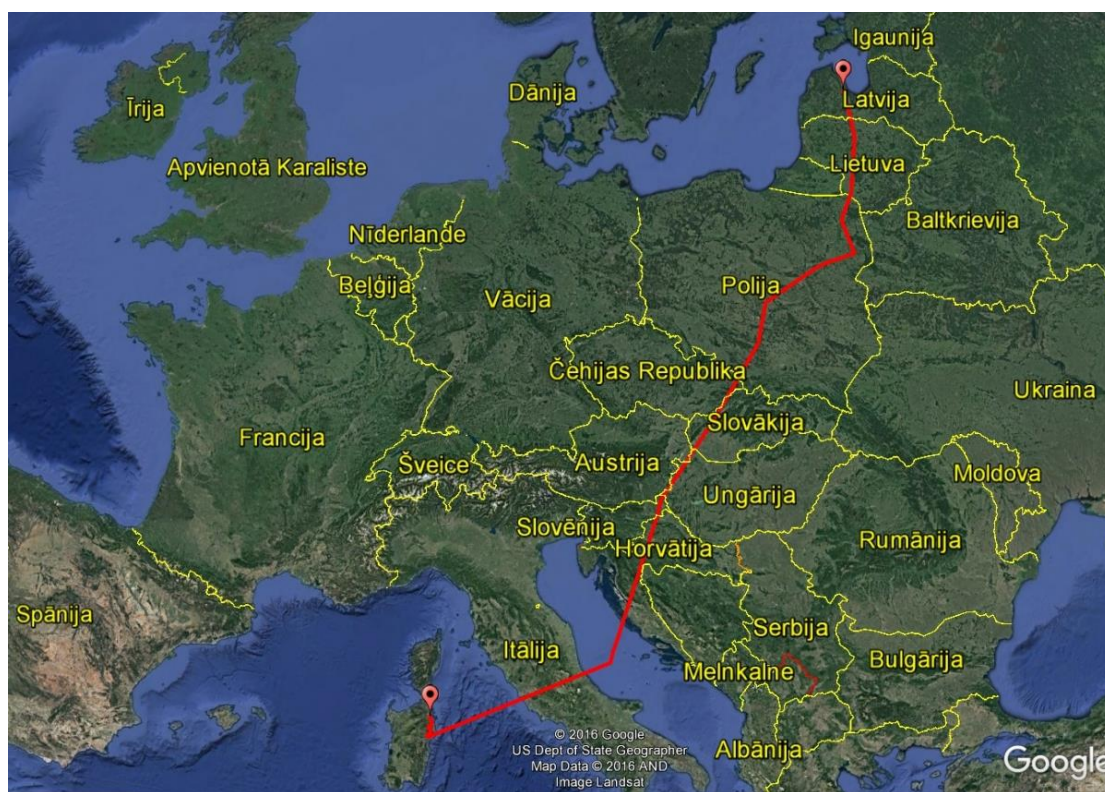 Igaunija
Latvija
Īrija
Dānija
Apvienotā Karaliste
Lietuva
Baltkrievija
Nīderlande
Beļģija
Vācija
Polija
Čehijas Republika
Ukraina
Francija
Slovākija
Šveice
Austrija
Ungārija
Moldova
Slovēnija
Horvātija
Rumānija
Spānija
Itālija
Serbija
Melnkalne
Bulgārija
Albānija
© 2016 Google
US Dept of State Geographer
Map Data © 2016 AND
Image Landsat
Google